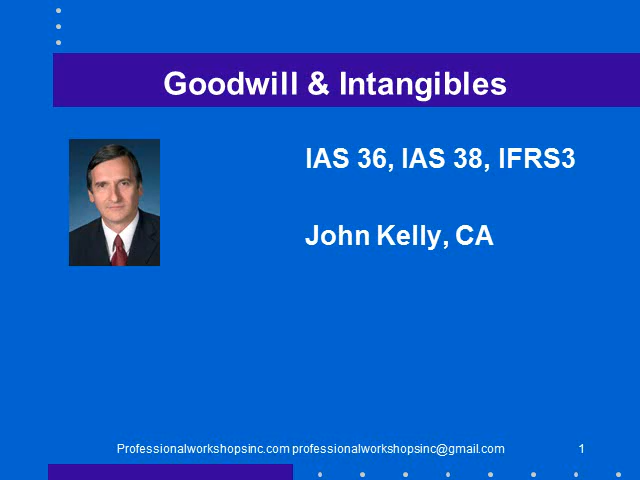 Goodwill & Intangibles
IAS 36, IAS 38, IFRS3
John Kelly, CA
Professionalworkshopsinc.com professionalworkshopsinc@gmail.com
1